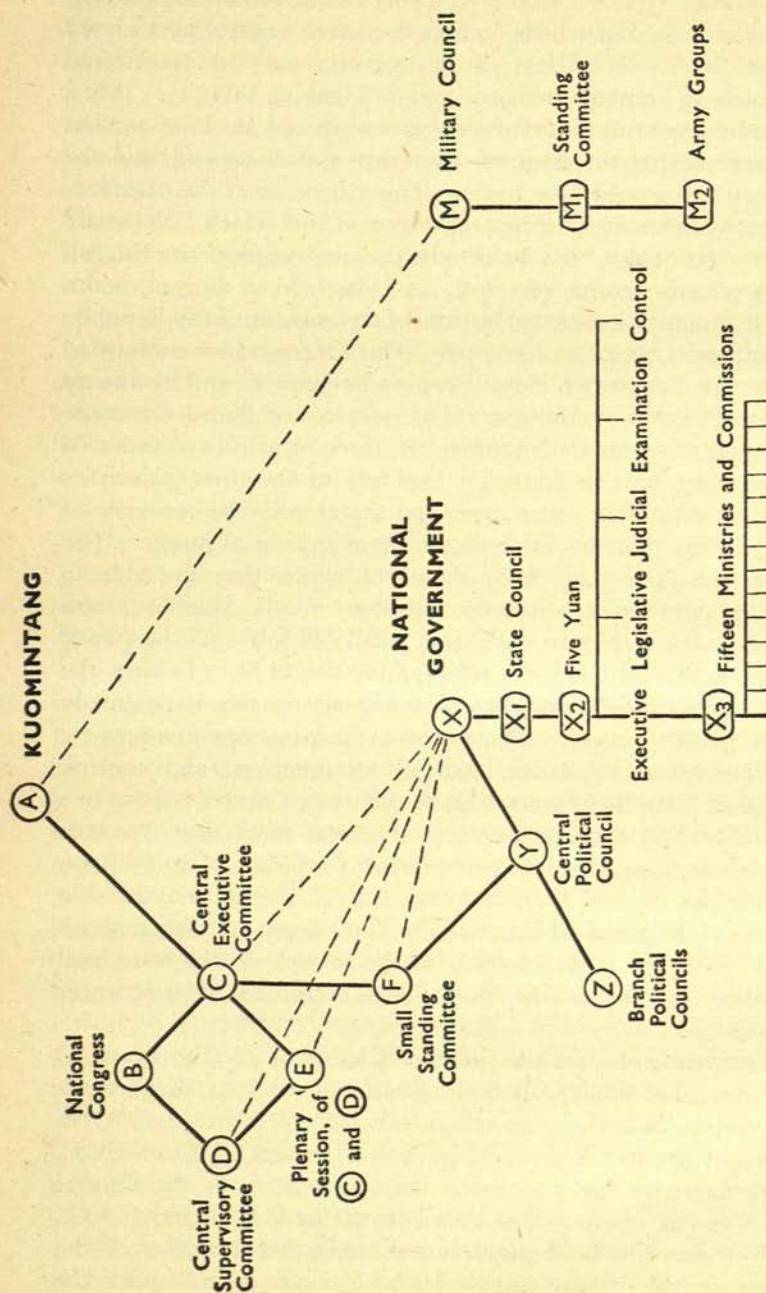 A
KUOMINTANG
National
Congress
B
Central
Executive
Committee
C
Central
Supervisory
Committee
D
E
Plenary
Session, of
C and D
Small
Standing
Committee
F
NATIONAL
GOVERNMENT
X
M
Military Council
X1
State Council
M1
Standing
Committee
X2
Five Yuan
M2
Army Groups
Executive
Legislative
Judicial
Examination
Control
X3
Fifteen Ministries and Commissions
Y
Central
Political
Council
Z
Branch
Political
Councils